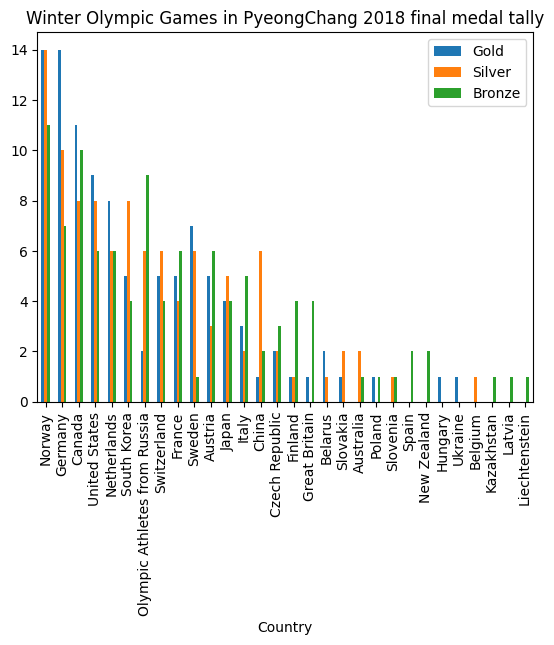 Winter Olympic Games in PyeongChang 2018 final medal tally
Gold
Silver
Bronze
14
12
10
8
6
4
2
0
Norway
Germany
Canada
United States
Netherlands
South Korea
Olympic Athletes from Russia
Switzerland
France
Sweden
Austria
Japan
Italy
China
Czech Republic
Finland
Great Britain
Belarus
Slovakia
Australia
Poland
Slovenia
Spain
New Zealand
Hungary
Ukraine
Belgium
Kazakhstan
Latvia
Liechtenstein
Country